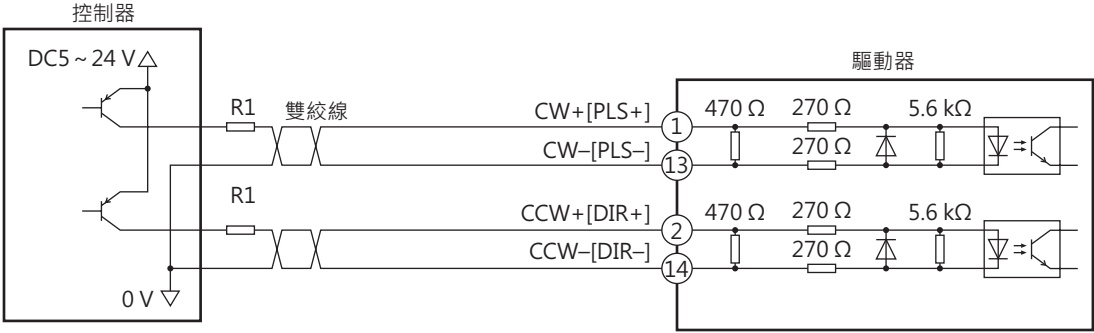 控制器
DC5～24 V
驅動器
R1
雙絞線
CW+[PLS+]
1
470 Ω
270 Ω
5.6 kΩ
CW–[PLS–]
13
270 Ω
R1
CCW+[DIR+]
2
470 Ω
270 Ω
5.6 kΩ
CCW–[DIR–]
14
270 Ω
0 V